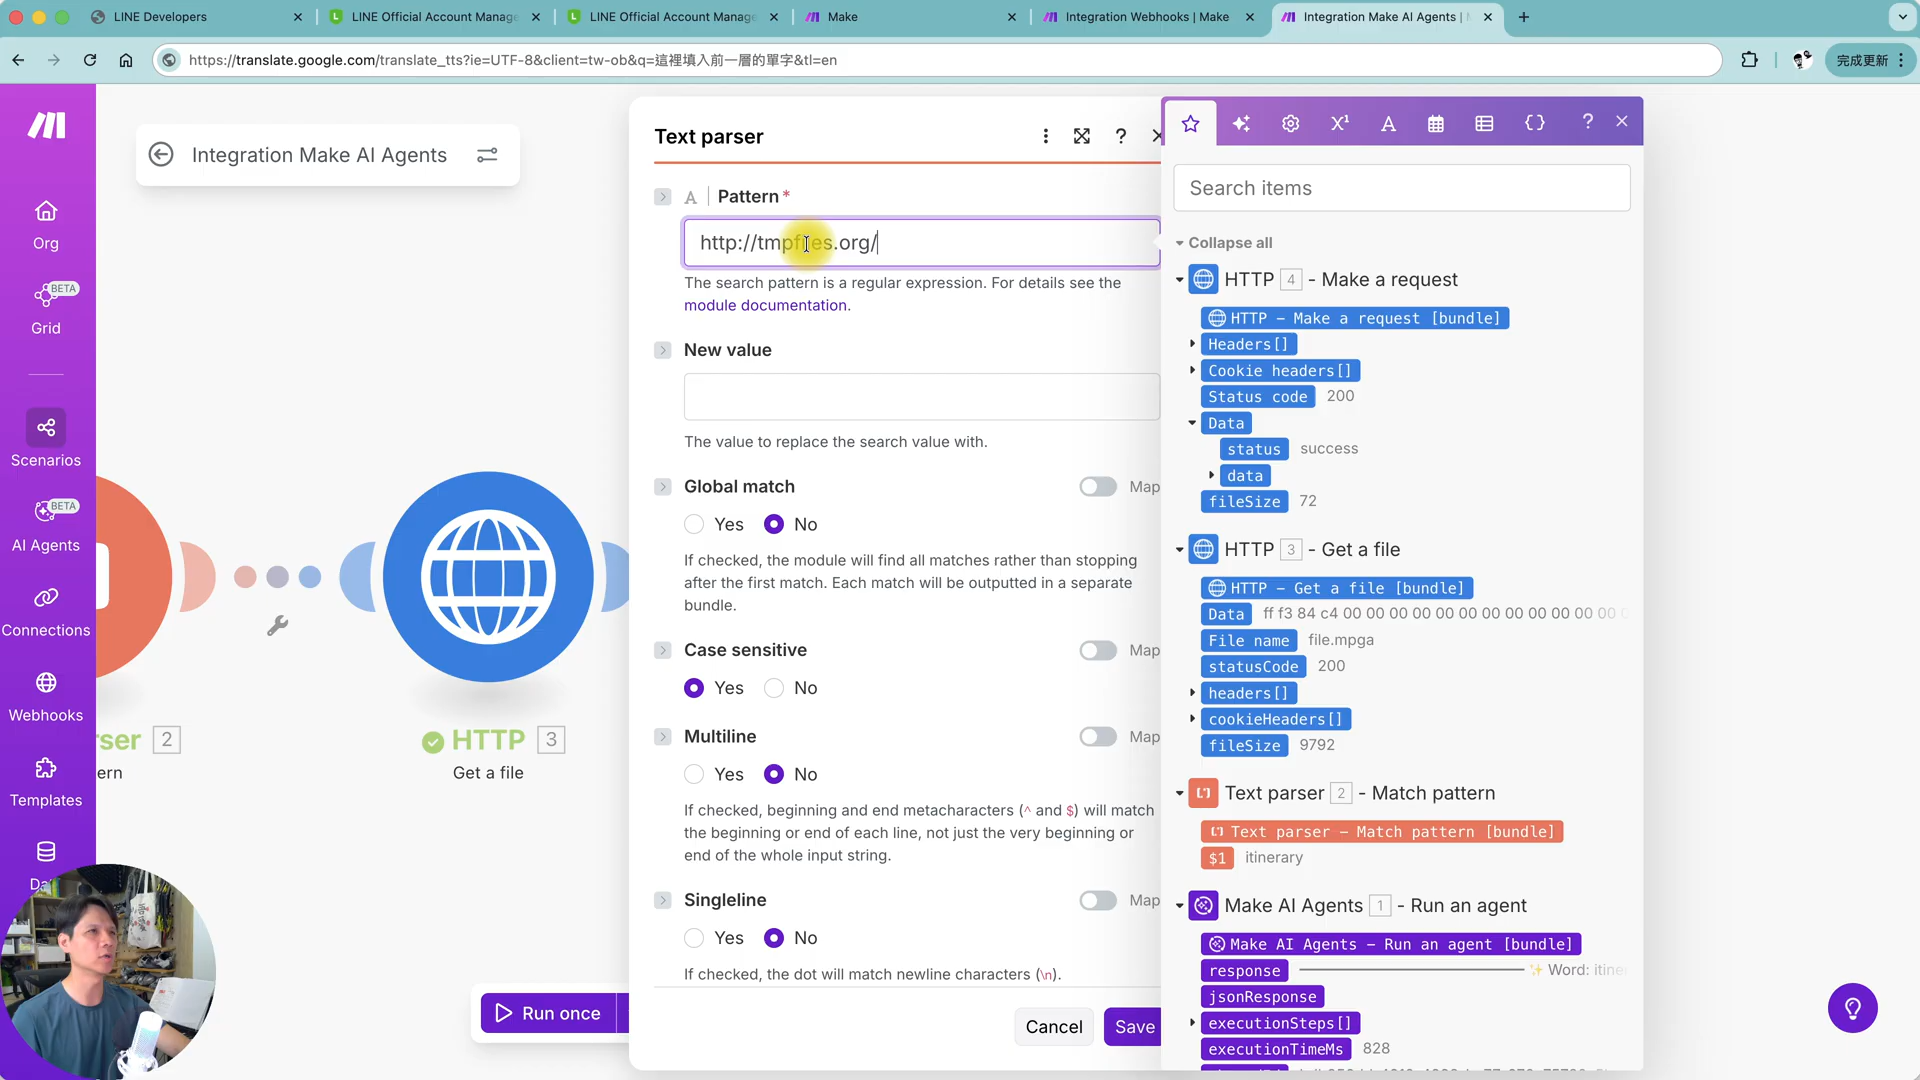 LINE Developers
LINE Official Account Manage
LINE Official Account Manage
Make
Integration Webhooks | Make
Integration Make AI Agents |
https://translate.google.com/translate_tts?ie=UTF-8&client=tw-ob&q=這裡填入前一層的單字&tl=en
完成更新
Integration Make AI Agents
Org
BETA
Grid
Scenarios
BETA
AI Agents
Connections
Webhooks
Templates
2
ern
HTTP 3
Get a file
Run once
Text parser
A Pattern *
http://tmpfiles.org/
The search pattern is a regular expression. For details see the
module documentation.
New value
The value to replace the search value with.
Global match
Map
Yes No
If checked, the module will find all matches rather than stopping
after the first match. Each match will be outputted in a separate
bundle.
Case sensitive
Map
Yes No
Multiline
Map
Yes No
If checked, beginning and end metacharacters (^ and $) will match
the beginning or end of each line, not just the very beginning or
end of the whole input string.
Singleline
Map
Yes No
If checked, the dot will match newline characters (\n).
Cancel Save
Search items
Collapse all
HTTP 4 - Make a request
HTTP - Make a request [bundle]
Headers[]
Cookie headers[]
Status code 200
Data
status success
data
fileSize 72
HTTP 3 - Get a file
HTTP - Get a file [bundle]
Data ff f3 84 c4 00 00 00 00 00 00 00 00 00 00 00
File name file.mpga
statusCode 200
headers[]
cookieHeaders[]
fileSize 9792
Text parser 2 - Match pattern
Text parser - Match pattern [bundle]
$1 itinerary
Make AI Agents 1 - Run an agent
Make AI Agents - Run an agent [bundle]
response ✨ Word: itine
jsonResponse
executionSteps[]
executionTimeMs 828